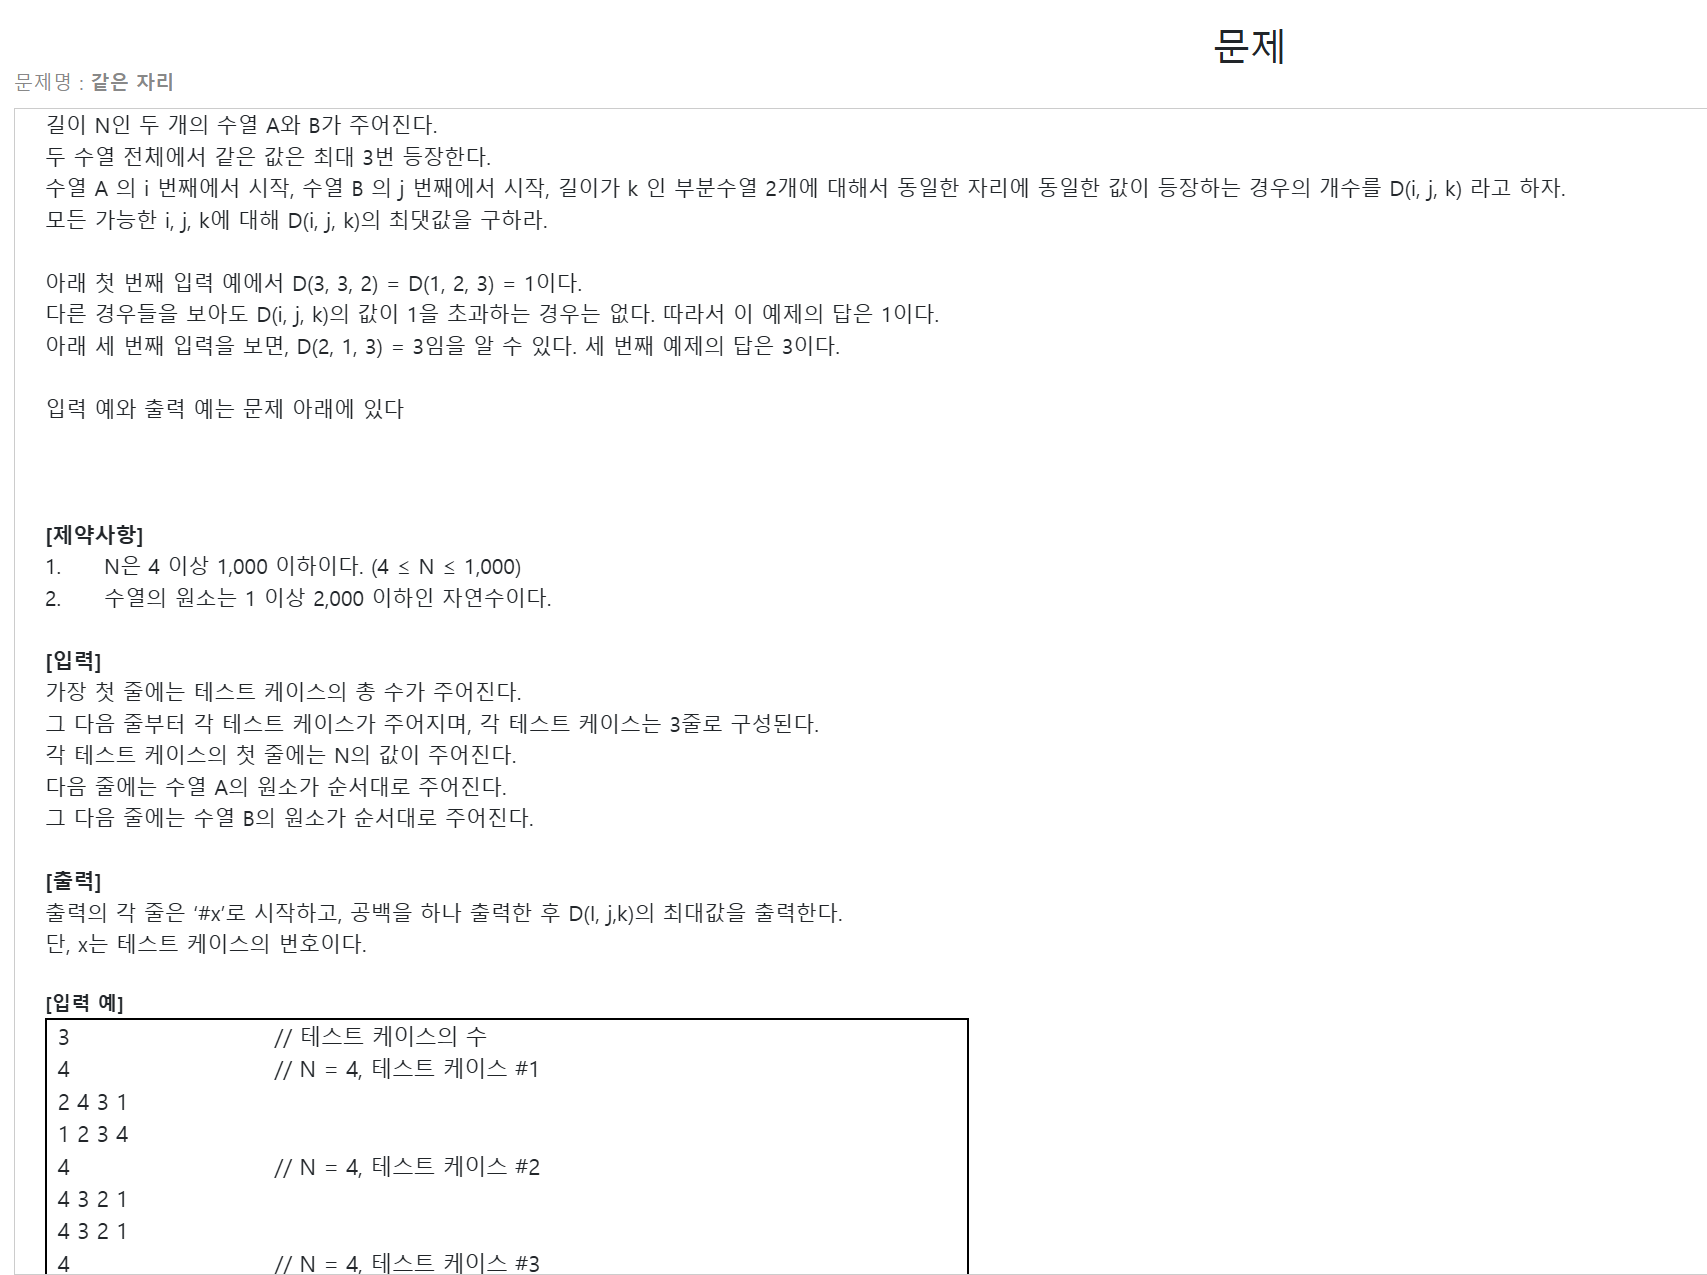 문제
문제명 : 같은 자리
길이 N인 두 개의 수열 A와 B가 주어진다.
두 수열 전체에서 같은 값은 최대 3번 등장한다.
수열 A 의 i 번째에서 시작, 수열 B 의 j 번째에서 시작, 길이가 k 인 부분수열 2개에 대해서 동일한 자리에 동일한 값이 등장하는 경우의 개수를 D(i, j, k) 라고 하자.
모든 가능한 i, j, k에 대해 D(i, j, k)의 최댓값을 구하라.
아래 첫 번째 입력 예에서 D(3, 3, 2) = D(1, 2, 3) = 1이다.
다른 경우들을 보아도 D(i, j, k)의 값이 1을 초과하는 경우는 없다. 따라서 이 예제의 답은 1이다.
아래 세 번째 입력을 보면, D(2, 1, 3) = 3임을 알 수 있다. 세 번째 예제의 답은 3이다.
입력 예와 출력 예는 문제 아래에 있다
[제약사항]
1. N은 4 이상 1,000 이하이다. (4 ≤ N ≤ 1,000)
2. 수열의 원소는 1 이상 2,000 이하인 자연수이다.
[입력]
가장 첫 줄에는 테스트 케이스의 총 수가 주어진다.
그 다음 줄부터 각 테스트 케이스가 주어지며, 각 테스트 케이스는 3줄로 구성된다.
각 테스트 케이스의 첫 줄에는 N의 값이 주어진다.
다음 줄에는 수열 A의 원소가 순서대로 주어진다.
그 다음 줄에는 수열 B의 원소가 순서대로 주어진다.
[출력]
출력의 각 줄은 ‘#x’로 시작하고, 공백을 하나 출력한 후 D(I, j,k)의 최대값을 출력한다.
단, x는 테스트 케이스의 번호이다.
[입력 예]
3 // 테스트 케이스의 수
4 // N = 4, 테스트 케이스 #1
2 4 3 1
1 2 3 4
4 // N = 4, 테스트 케이스 #2
4 3 2 1
4 3 2 1
4 // N = 4, 테스트 케이스 #3